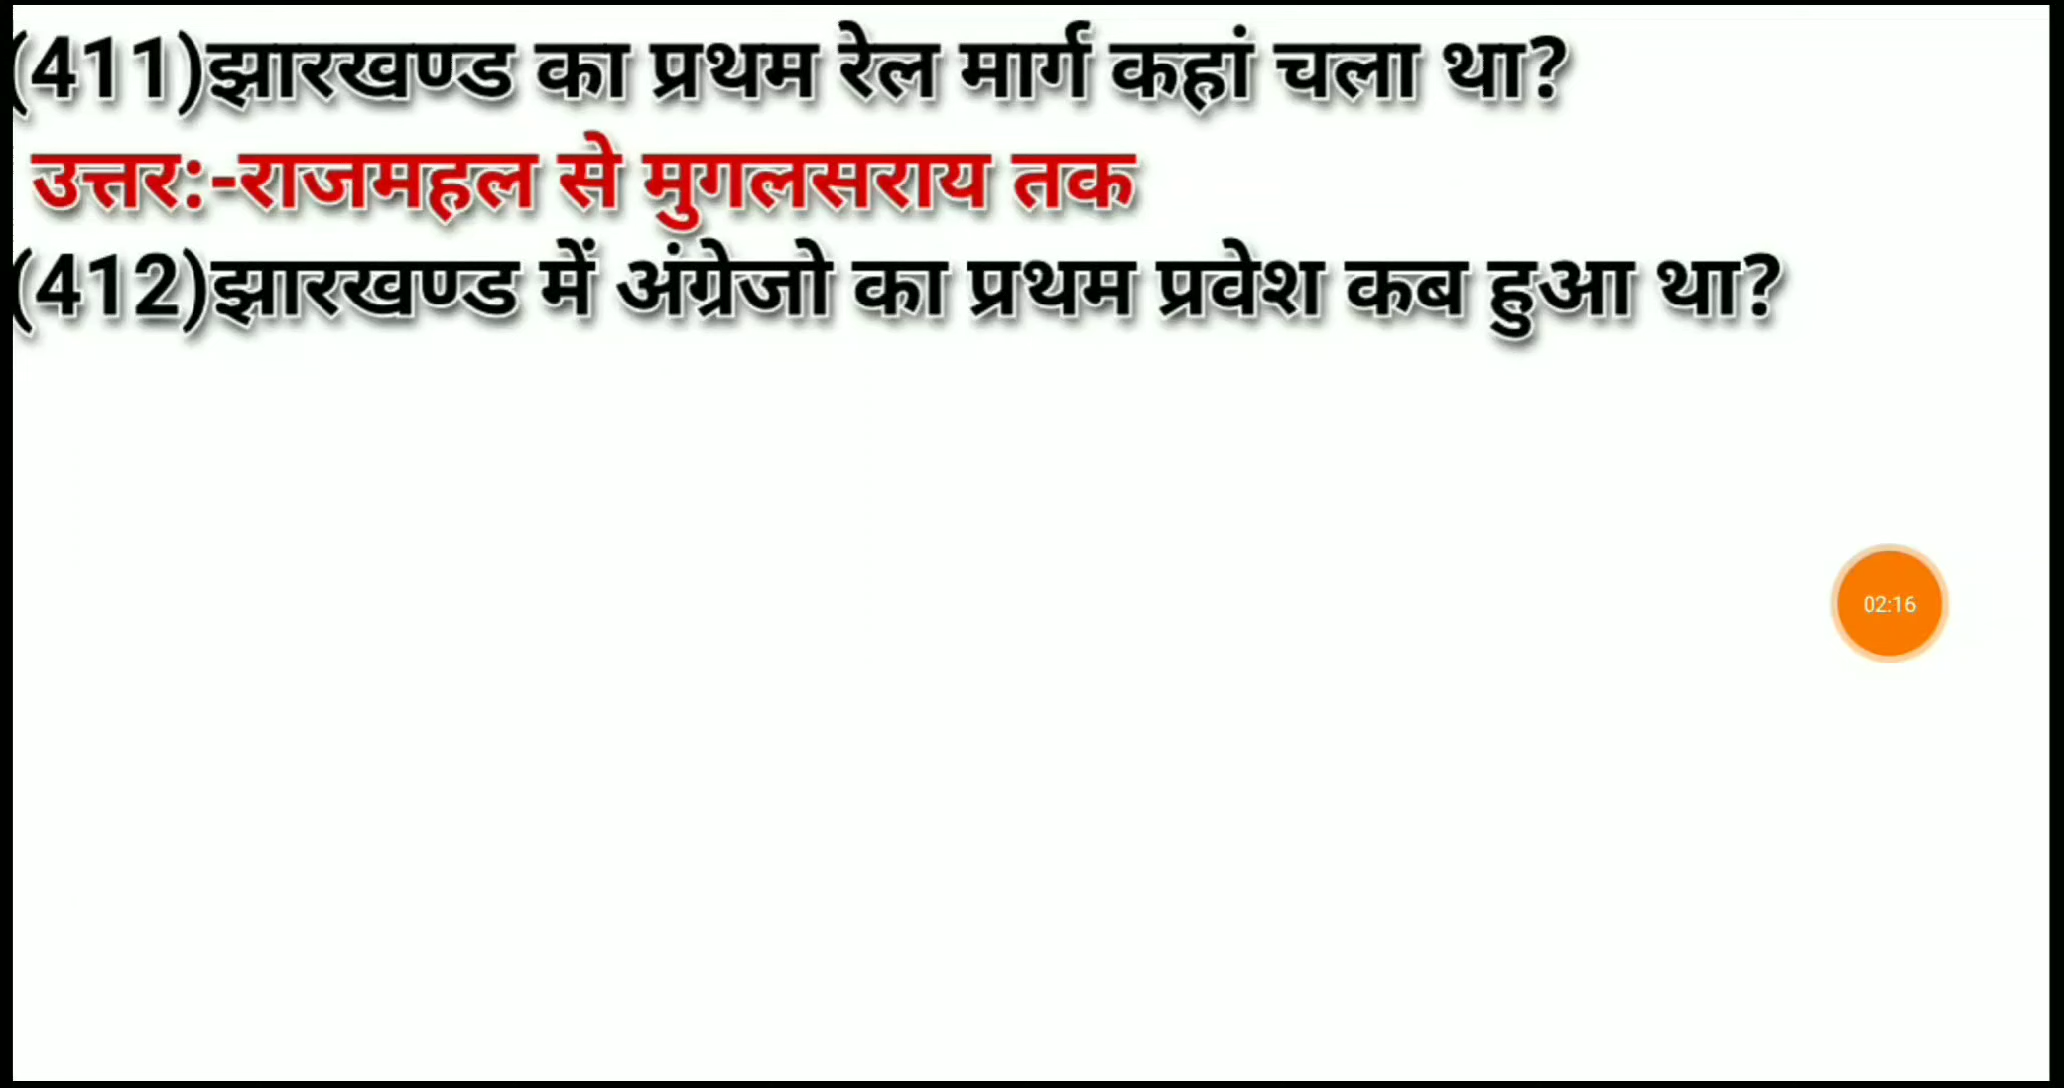 (411)झारखण्ड का प्रथम रेल मार्ग कहां चला था?
उत्तर:-राजमहल से मुगलसराय तक
(412)झारखण्ड में अंग्रेजो का प्रथम प्रवेश कब हुआ था?
02:16